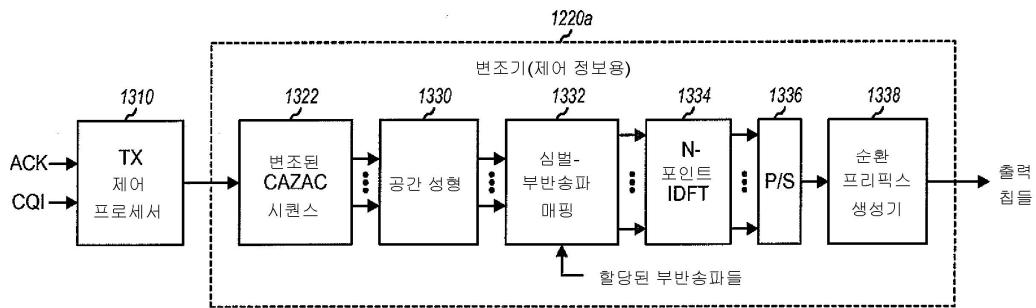 1220a
변조기(제어 정보용)
1310
1322
1330
1332
1334
1336
1338
ACK
CQI
TX
제어
프로세서
변조된
CAZAC
시퀀스
공간 성형
심벌-
부반송파
매핑
N-
포인트
IDFT
P/S
순환
프리픽스
생성기
출력
칩들
할당된 부반송파들